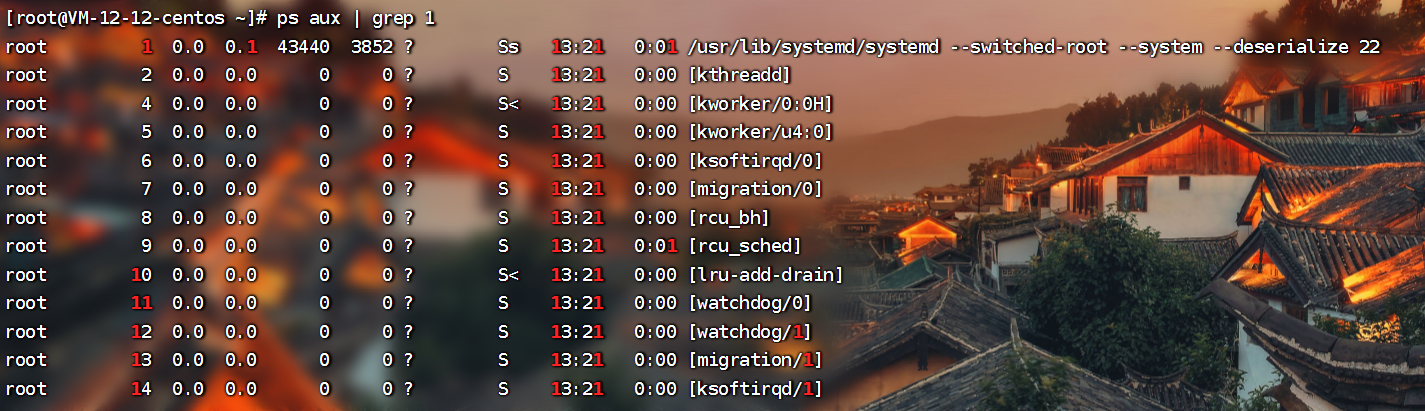 [root@VM-12-12-centos ~]# ps aux | grep 1
root         1  0.0  0.1  43440  3852 ?        Ss   13:21   0:01 /usr/lib/systemd/systemd --switched-root --system --deserialize 22
root         2  0.0  0.0      0     0 ?        S    13:21   0:00 [kthreadd]
root         4  0.0  0.0      0     0 ?        S<   13:21   0:00 [kworker/0:0H]
root         5  0.0  0.0      0     0 ?        S    13:21   0:00 [kworker/u4:0]
root         6  0.0  0.0      0     0 ?        S    13:21   0:00 [ksoftirqd/0]
root         7  0.0  0.0      0     0 ?        S    13:21   0:00 [migration/0]
root         8  0.0  0.0      0     0 ?        S    13:21   0:00 [rcu_bh]
root         9  0.0  0.0      0     0 ?        S    13:21   0:01 [rcu_sched]
root        10  0.0  0.0      0     0 ?        S<   13:21   0:00 [lru-add-drain]
root        11  0.0  0.0      0     0 ?        S    13:21   0:00 [watchdog/0]
root        12  0.0  0.0      0     0 ?        S    13:21   0:00 [watchdog/1]
root        13  0.0  0.0      0     0 ?        S    13:21   0:00 [migration/1]
root        14  0.0  0.0      0     0 ?        S    13:21   0:00 [ksoftirqd/1]